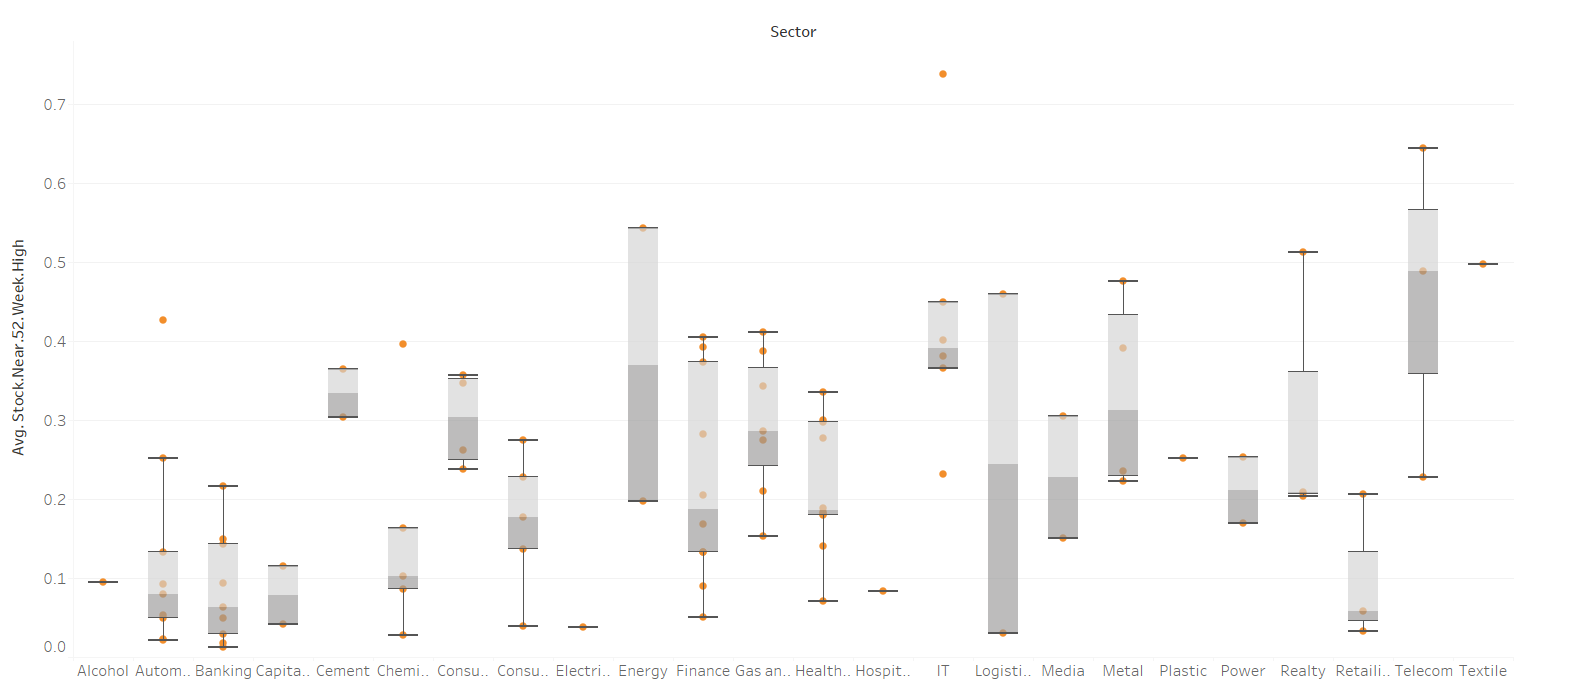 Sector
Avg. Stock.Near.52.Week.High
0.7
0.6
0.5
0.4
0.3
0.2
0.1
0.0
Alcohol Autom.. Banking Capita.. Cement Chemi.. Consu.. Consu.. Electri.. Energy Finance Gas an.. Health.. Hospit.. IT Logisti.. Media Metal Plastic Power Realty Retaili.. Telecom Textile